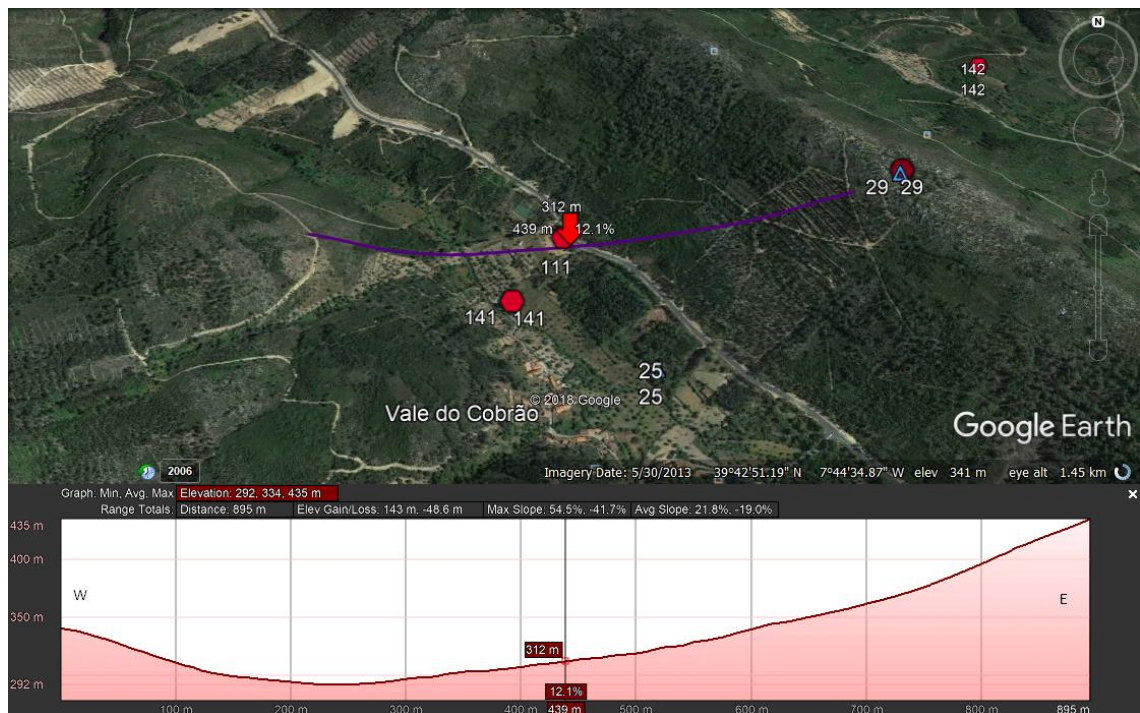 N
142
142
29 29
312 m
439 m 12.1%
111
141 141
25
25
© 2018 Google
Vale do Cobrão
Google Earth
2006
Imagery Date: 5/30/2013 39°42'51.19" N 7°44'34.87" W elev 341 m eye alt 1.45 km
Graph: Min, Avg, Max Elevation: 292, 334, 435 m
Range Totals: Distance: 895 m Elev Gain/Loss: 143 m, -48.6 m Max Slope: 54.5%, -41.7% Avg Slope: 21.8%, -19.0%
435 m
400 m
W E
350 m
312 m
292 m
12.1%
100 m 200 m 300 m 400 m 439 m 500 m 600 m 700 m 800 m 895 m